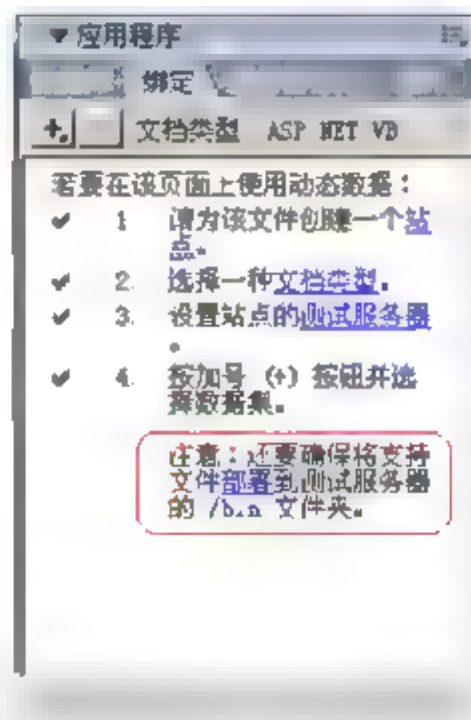 应用程序
绑定
文档类型 ASP NET VB
若要在该页面上使用动态数据：
1 请为该文件创建一个站
点。
2. 选择一种文档类型。
3. 设置站点的测试服务器
。
4. 按加号 (+) 按钮并选
择数据集。
注意：还要确保将支持
文件部署到测试服务器
的 /bin 文件夹。